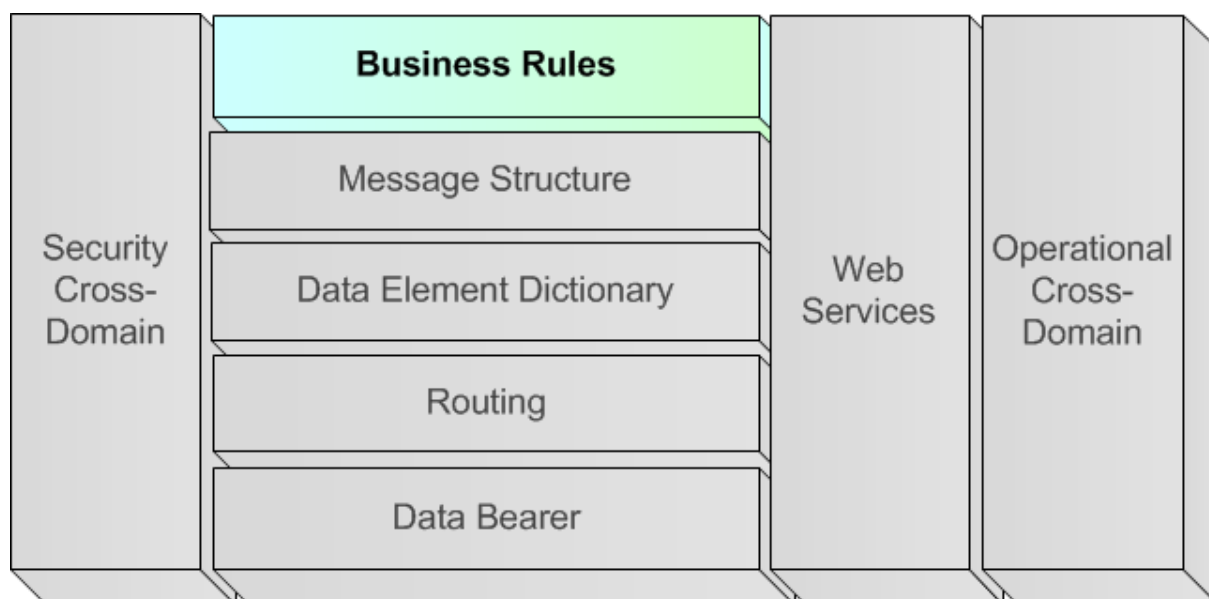 Business Rules
Message Structure
Data Element Dictionary
Routing
Data Bearer
Security
Cross-
Domain
Web
Services
Operational
Cross-
Domain